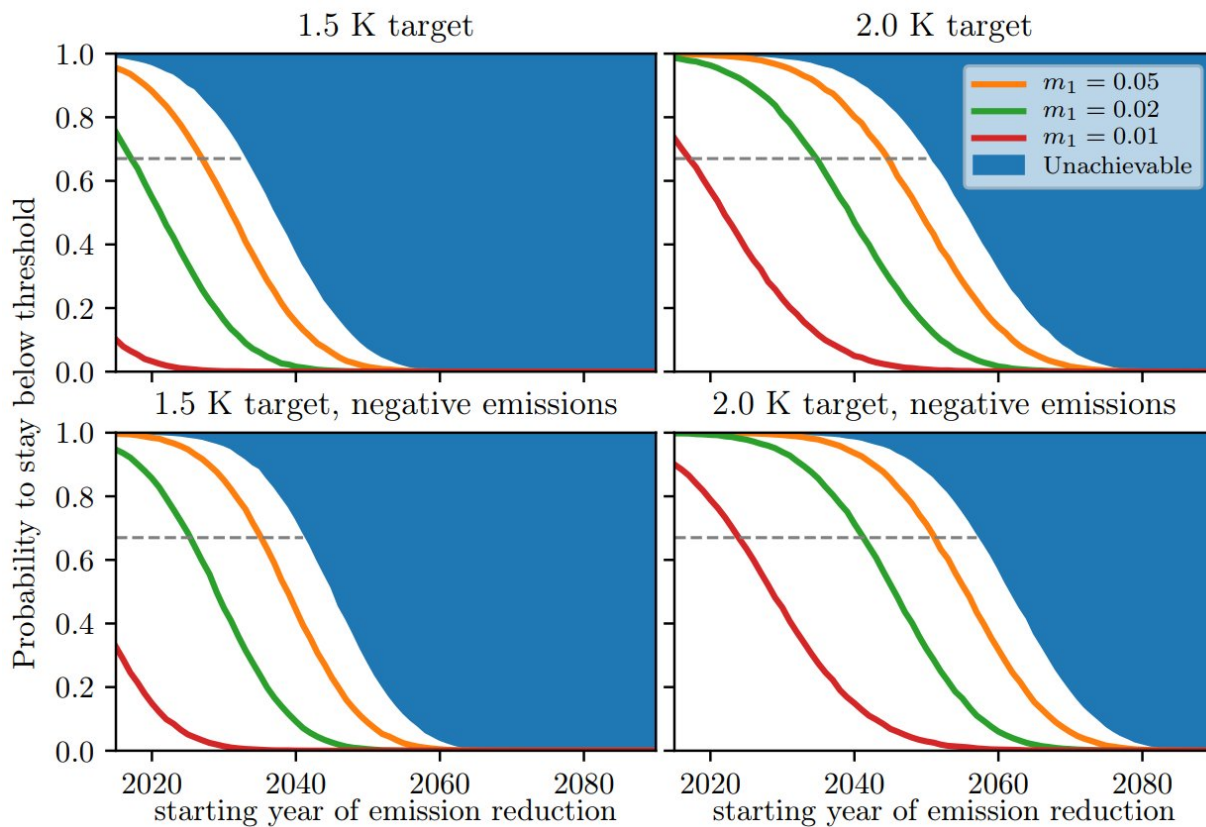 1.5 K target
2.0 K target
Probability to stay below threshold
1.0
0.8
0.6
0.4
0.2
0.0
m₁ = 0.05
m₁ = 0.02
m₁ = 0.01
Unachievable
1.5 K target, negative emissions
2.0 K target, negative emissions
1.0
0.8
0.6
0.4
0.2
0.0
2020 2040 2060 2080
2020 2040 2060 2080
starting year of emission reduction
starting year of emission reduction